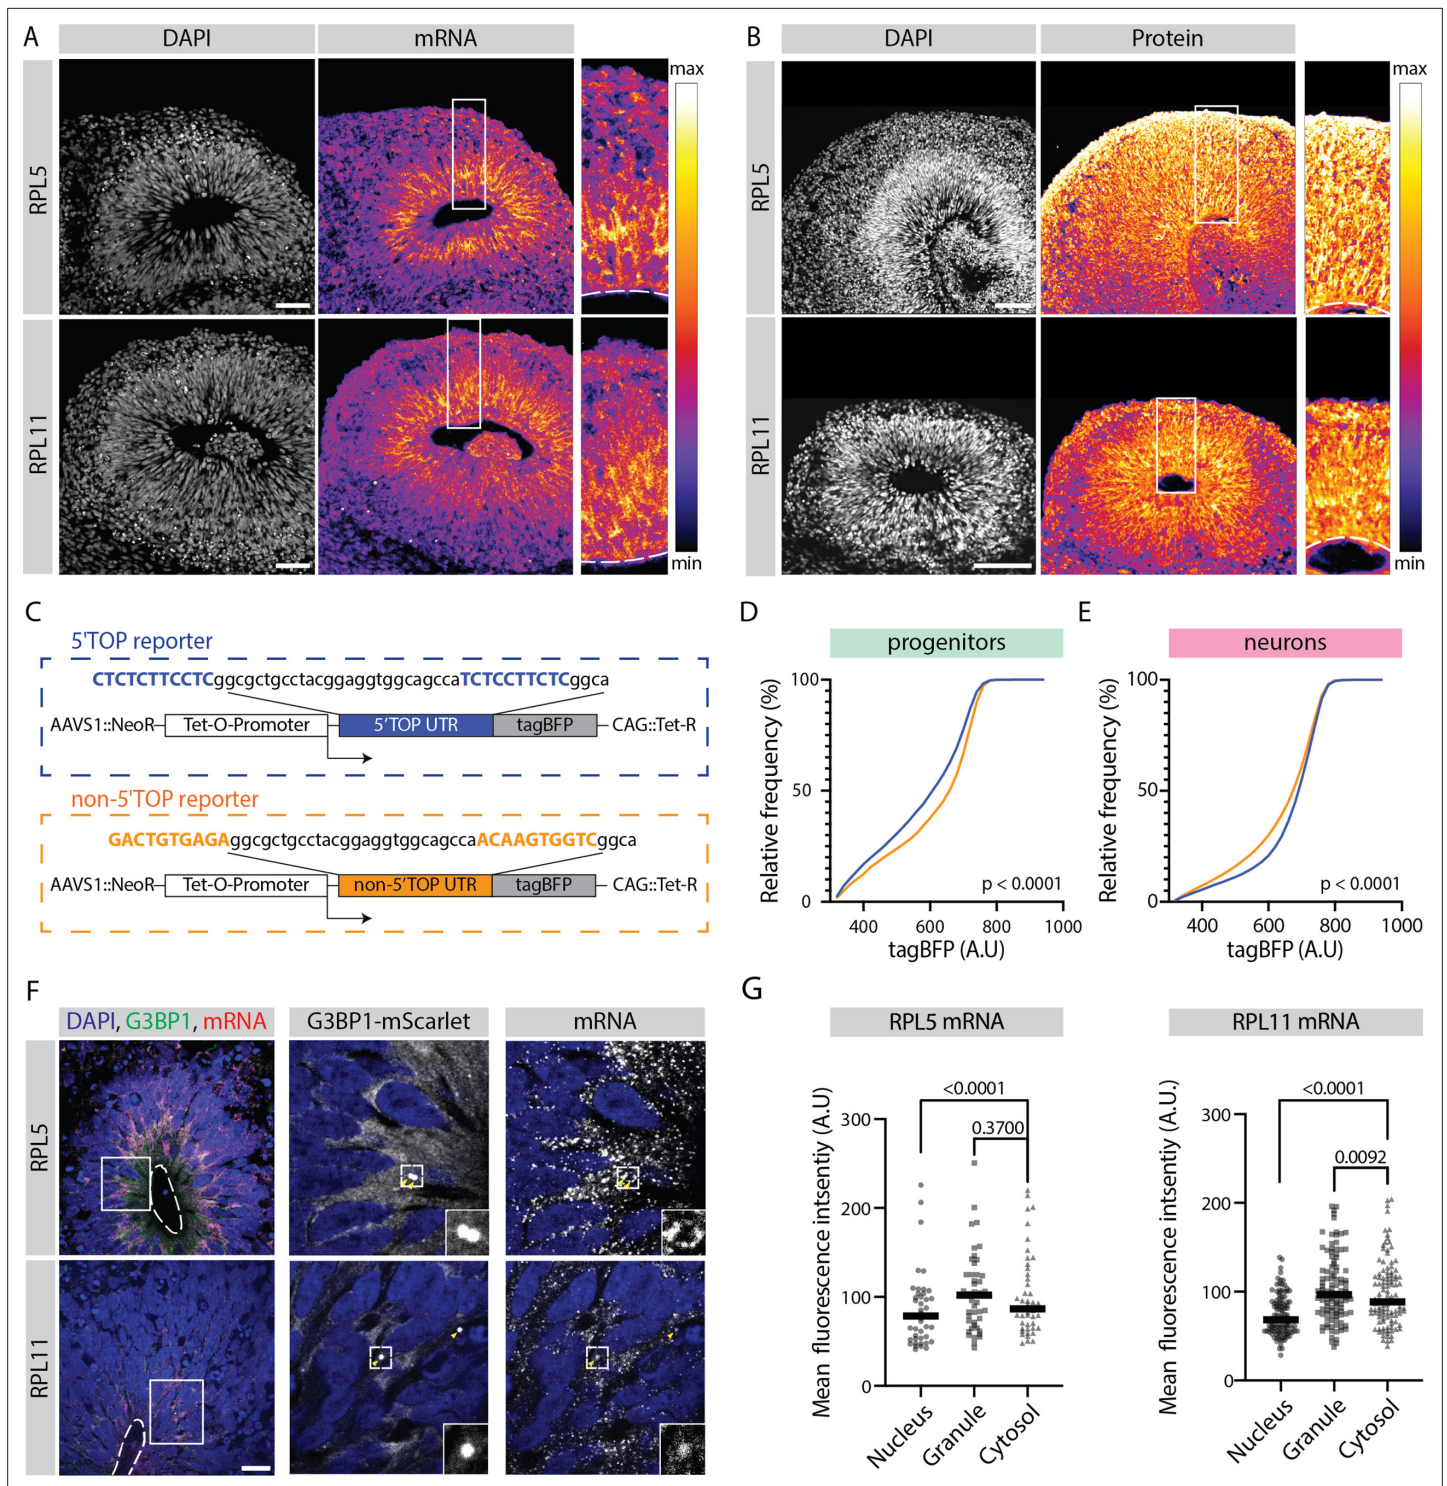 A
DAPI
mRNA
max
RPL5
RPL11
min
B
DAPI
Protein
max
RPL5
RPL11
min
C
5'TOP reporter
CTCTCTTCCTCggcgctgcctacggaggtggcagccaTCTCCTTCTCggca
AAVS1::NeoR
Tet-O-Promoter
5'TOP UTR
tagBFP
CAG::Tet-R
non-5'TOP reporter
GACTGTGAGAggcgctgcctacggaggtggcagccaACAAGTGGTCggca
AAVS1::NeoR
Tet-O-Promoter
non-5'TOP UTR
tagBFP
CAG::Tet-R
D
progenitors
Relative frequency (%)
100
50
0
p < 0.0001
400 600 800 1000
tagBFP (A.U)
E
neurons
Relative frequency (%)
100
50
0
p < 0.0001
400 600 800 1000
tagBFP (A.U)
F
DAPI, G3BP1, mRNA
G3BP1-mScarlet
mRNA
RPL5
RPL11
G
RPL5 mRNA
Mean fluorescence intsentiy (A.U)
300
200
100
0
<0.0001
0.3700
Nucleus
Granule
Cytosol
RPL11 mRNA
Mean fluorescence intsentiy (A.U.)
300
200
100
0
<0.0001
0.0092
Nucleus
Granule
Cytosol